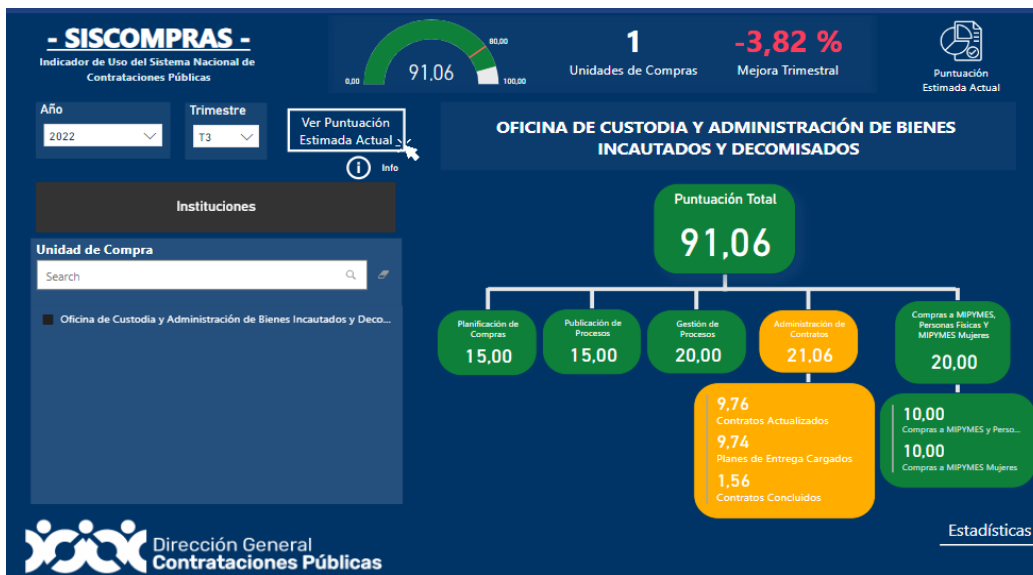 - SISCOMPRAS -
Indicador de Uso del Sistema Nacional de
Contrataciones Públicas
80,00
0,00
91,06
100,00
1
Unidades de Compras
-3,82 %
Mejora Trimestral
Puntuación
Estimada Actual
Año
2022
Trimestre
T3
Ver Puntuación
Estimada Actual
i Info
OFICINA DE CUSTODIA Y ADMINISTRACIÓN DE BIENES
INCAUTADOS Y DECOMISADOS
Instituciones
Unidad de Compra
Search
Oficina de Custodia y Administración de Bienes Incautados y Deco...
Puntuación Total
91,06
Planificación de
Compras
15,00
Publicación de
Procesos
15,00
Gestión de
Procesos
20,00
Administración de
Contratos
21,06
Compras a MIPYMES,
Personas Físicas Y
MIPYMES Mujeres
20,00
9,76
Contratos Actualizados
9,74
Planes de Entrega Cargados
1,56
Contratos Concluidos
10,00
Compras a MIPYMES y Perso...
10,00
Compras a MIPYMES Mujeres
Dirección General
Contrataciones Públicas
Estadísticas